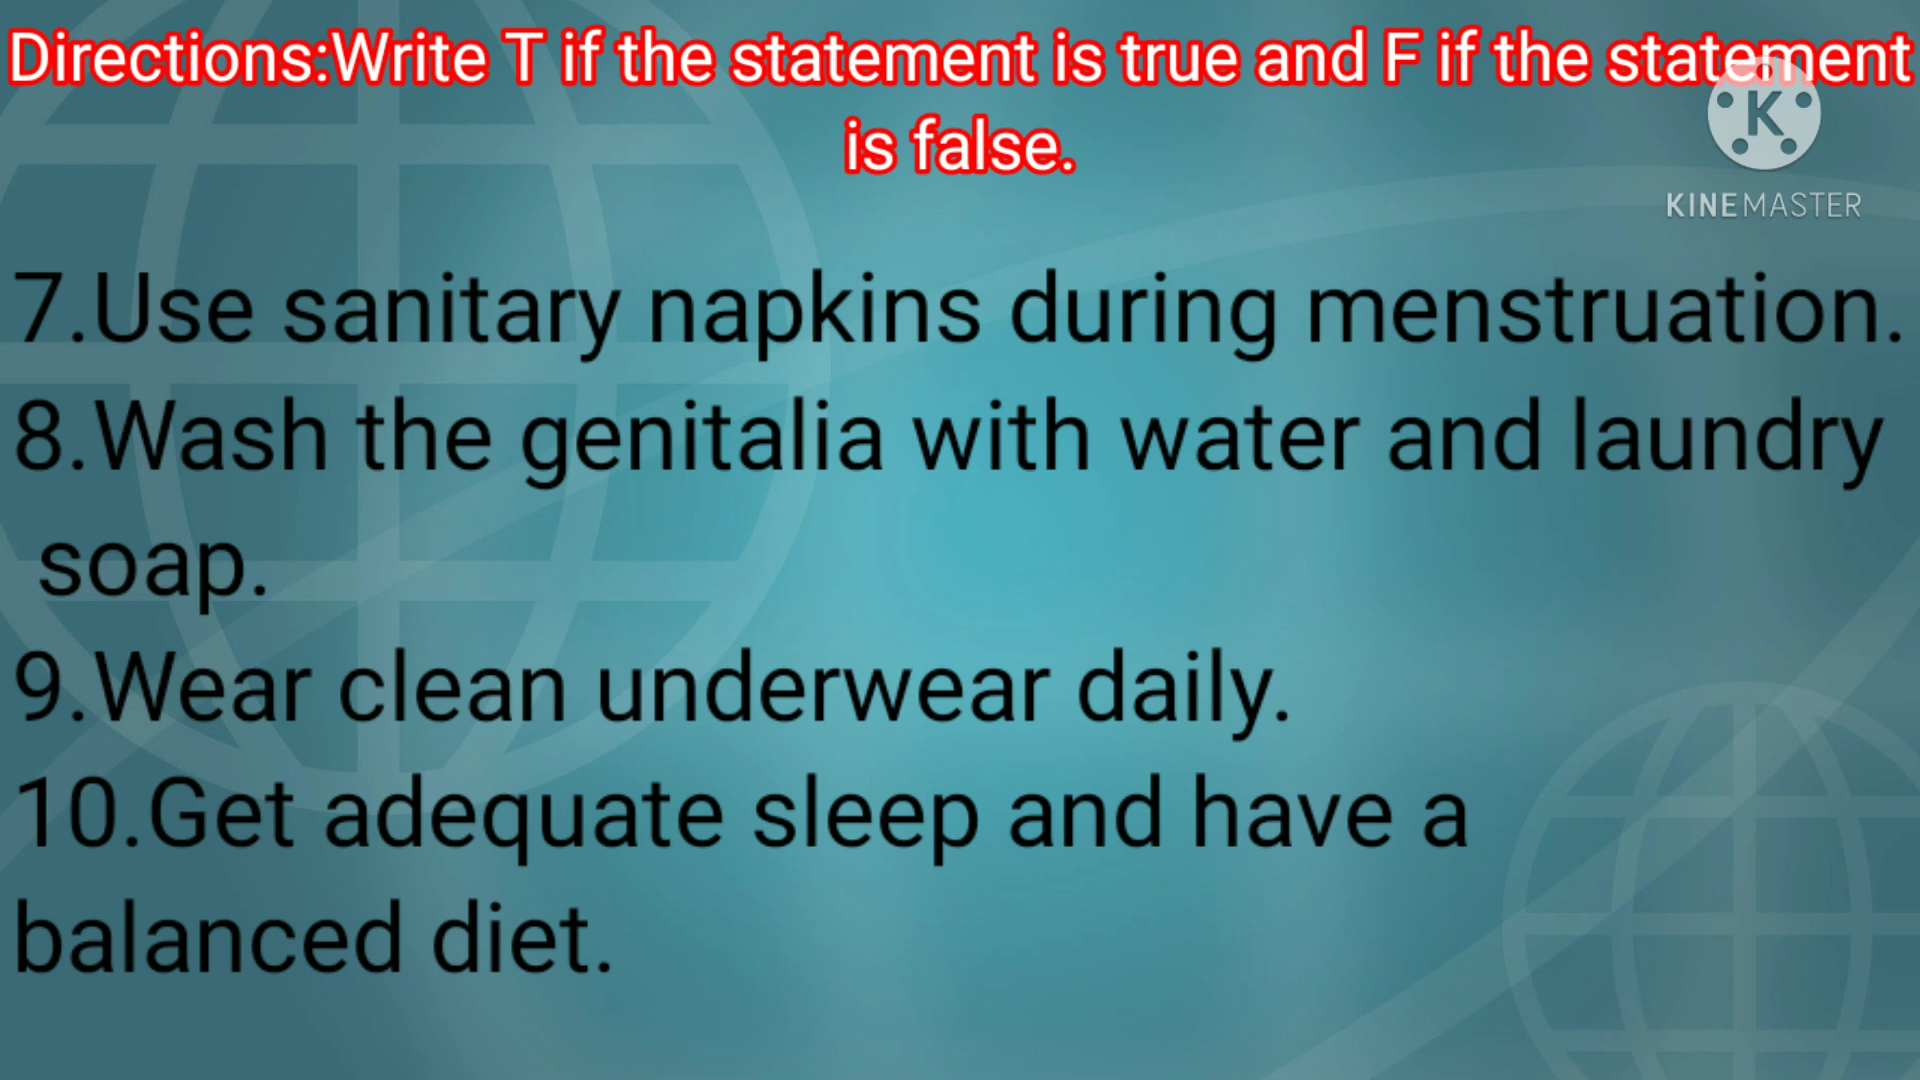 Directions:Write T if the statement is true and F if the statement
is false.
K
KINEMASTER
7.Use sanitary napkins during menstruation.
8.Wash the genitalia with water and laundry
soap.
9.Wear clean underwear daily.
10.Get adequate sleep and have a
balanced diet.